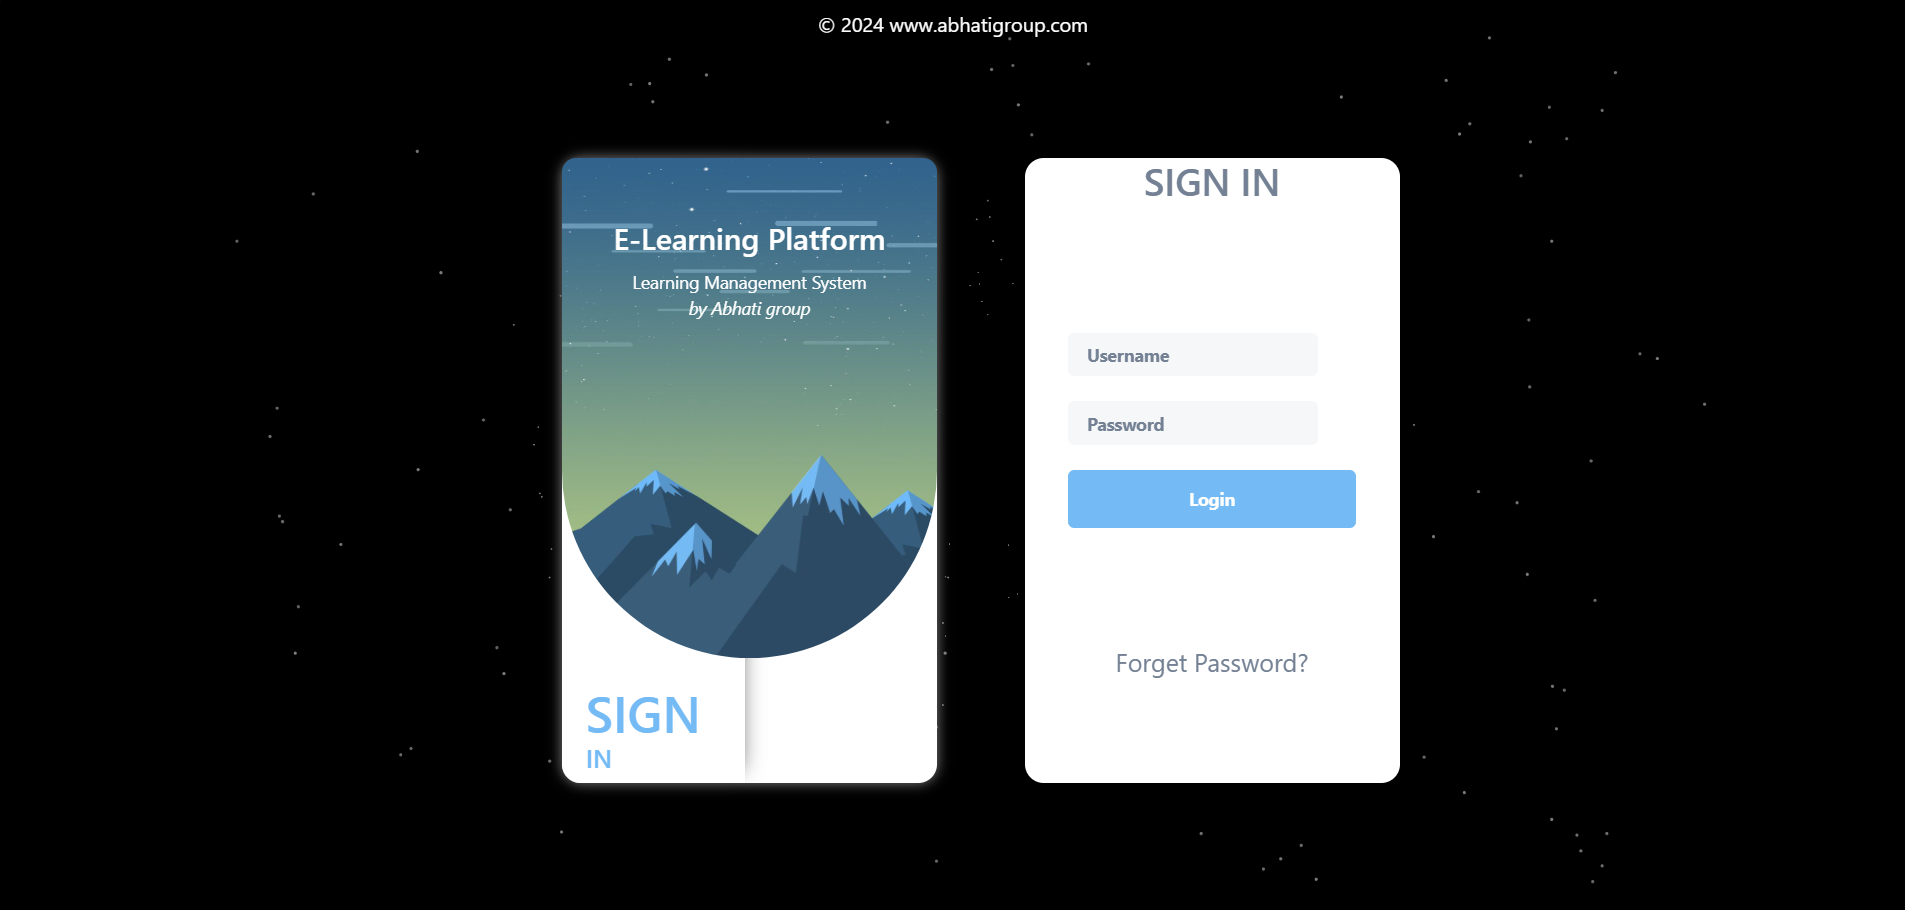 © 2024 www.abhatigroup.com
E-Learning Platform
Learning Management System
by Abhati group
SIGN
IN
SIGN IN
Username
Password
Login
Forget Password?